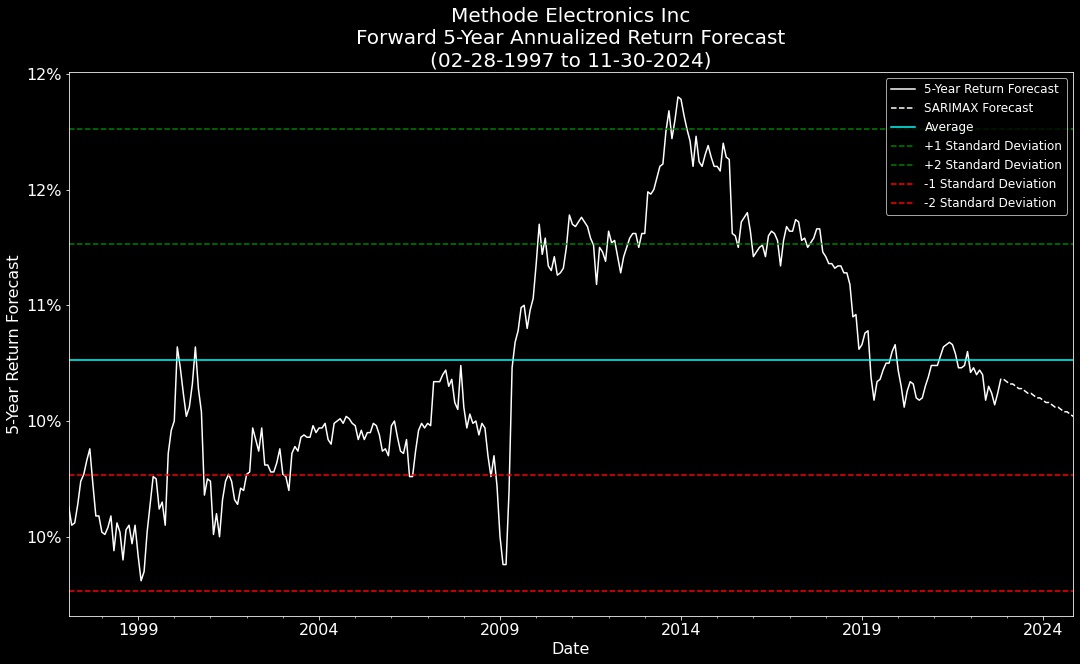 Methode Electronics Inc
Forward 5-Year Annualized Return Forecast
(02-28-1997 to 11-30-2024)
12%
12%
11%
10%
10%
5-Year Return Forecast
5-Year Return Forecast
SARIMAX Forecast
Average
+1 Standard Deviation
+2 Standard Deviation
-1 Standard Deviation
-2 Standard Deviation
1999
2004
2009
2014
2019
2024
Date